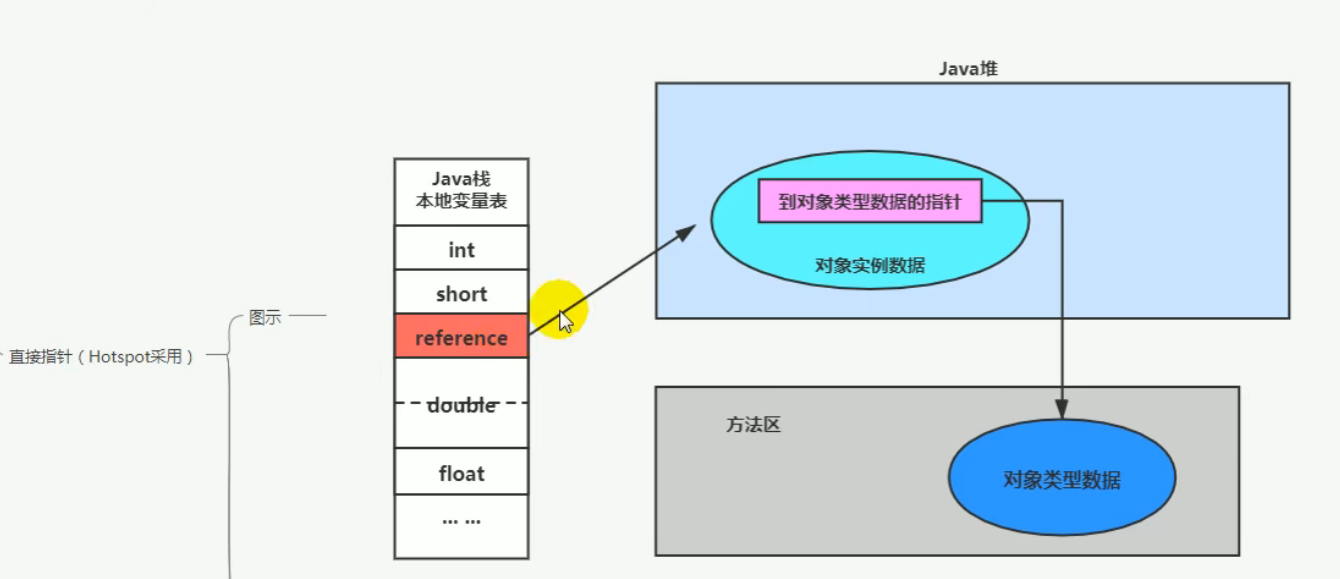 Java堆
Java栈
本地变量表
int
short
reference
double
float
... ...
到对象类型数据的指针
对象实例数据
图示
直接指针（Hotspot采用）
方法区
对象类型数据